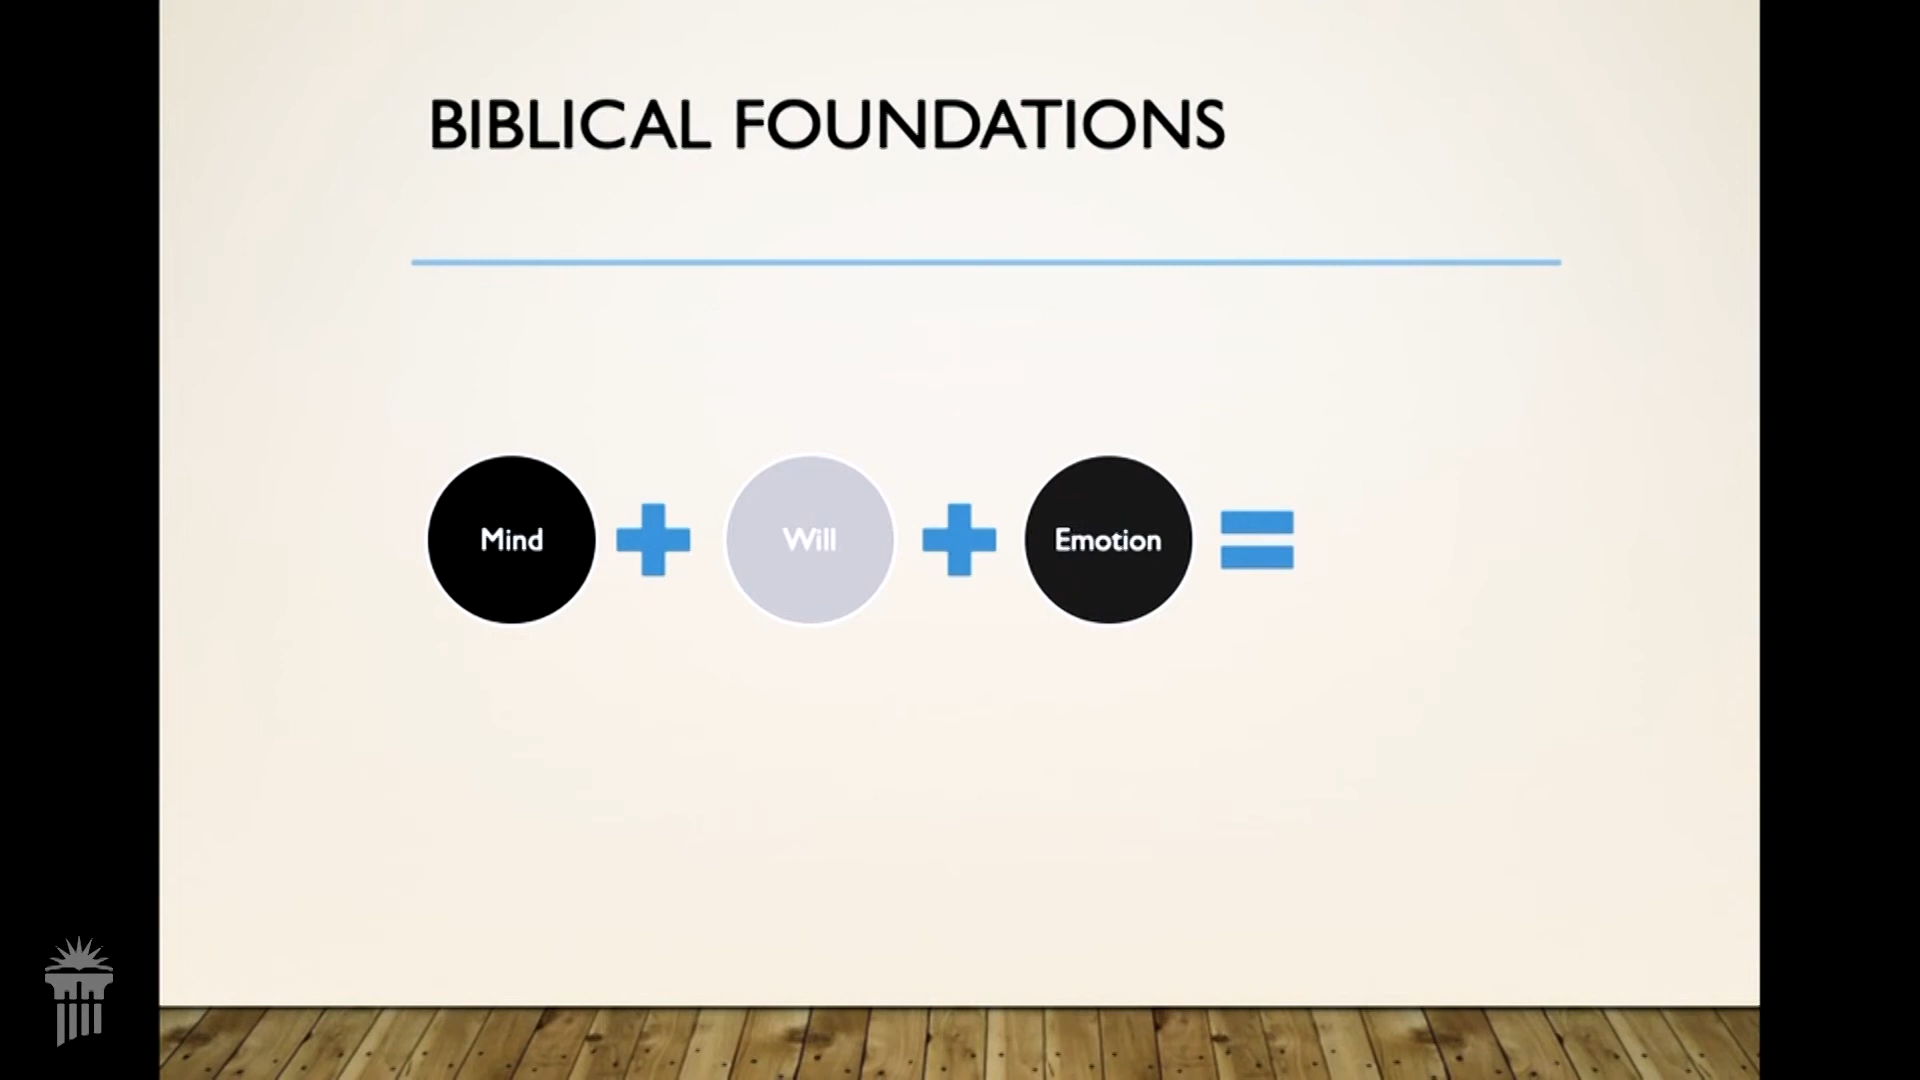 BIBLICAL FOUNDATIONS
Mind + Will + Emotion =